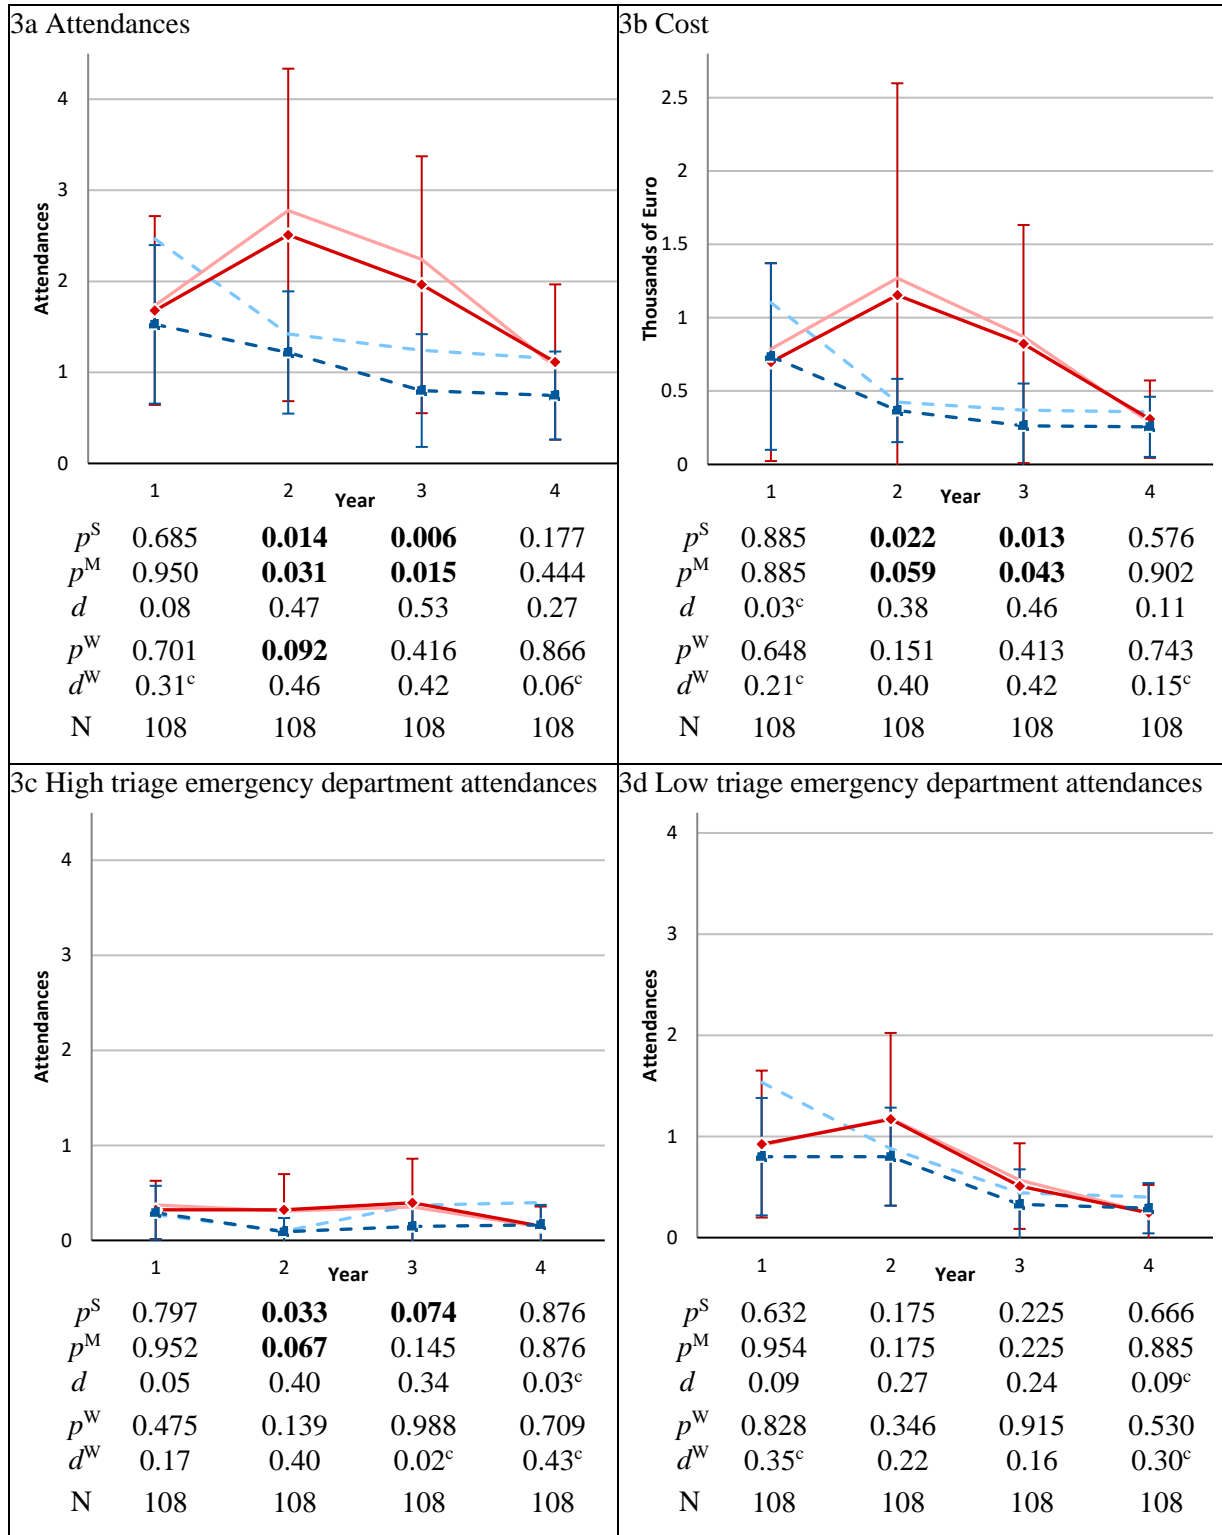 3a Attendances
4
3
2
1
0
Attendances
1 2 3 4
Year
pS 0.685 0.014 0.006 0.177
pM 0.950 0.031 0.015 0.444
d 0.08 0.47 0.53 0.27
pW 0.701 0.092 0.416 0.866
dW 0.31c 0.46 0.42 0.06c
N 108 108 108 108
3b Cost
2.5
2
1.5
1
0.5
0
Thousands of Euro
1 2 3 4
Year
pS 0.885 0.022 0.013 0.576
pM 0.885 0.059 0.043 0.902
d 0.03c 0.38 0.46 0.11
pW 0.648 0.151 0.413 0.743
dW 0.21c 0.40 0.42 0.15c
N 108 108 108 108
3c High triage emergency department attendances
4
3
2
1
0
Attendances
1 2 3 4
Year
pS 0.797 0.033 0.074 0.876
pM 0.952 0.067 0.145 0.876
d 0.05 0.40 0.34 0.03c
pW 0.475 0.139 0.988 0.709
dW 0.17 0.40 0.02c 0.43c
N 108 108 108 108
3d Low triage emergency department attendances
4
3
2
1
0
Attendances
1 2 3 4
Year
pS 0.632 0.175 0.225 0.666
pM 0.954 0.175 0.225 0.885
d 0.09 0.27 0.24 0.09c
pW 0.828 0.346 0.915 0.530
dW 0.35c 0.22 0.16 0.30c
N 108 108 108 108